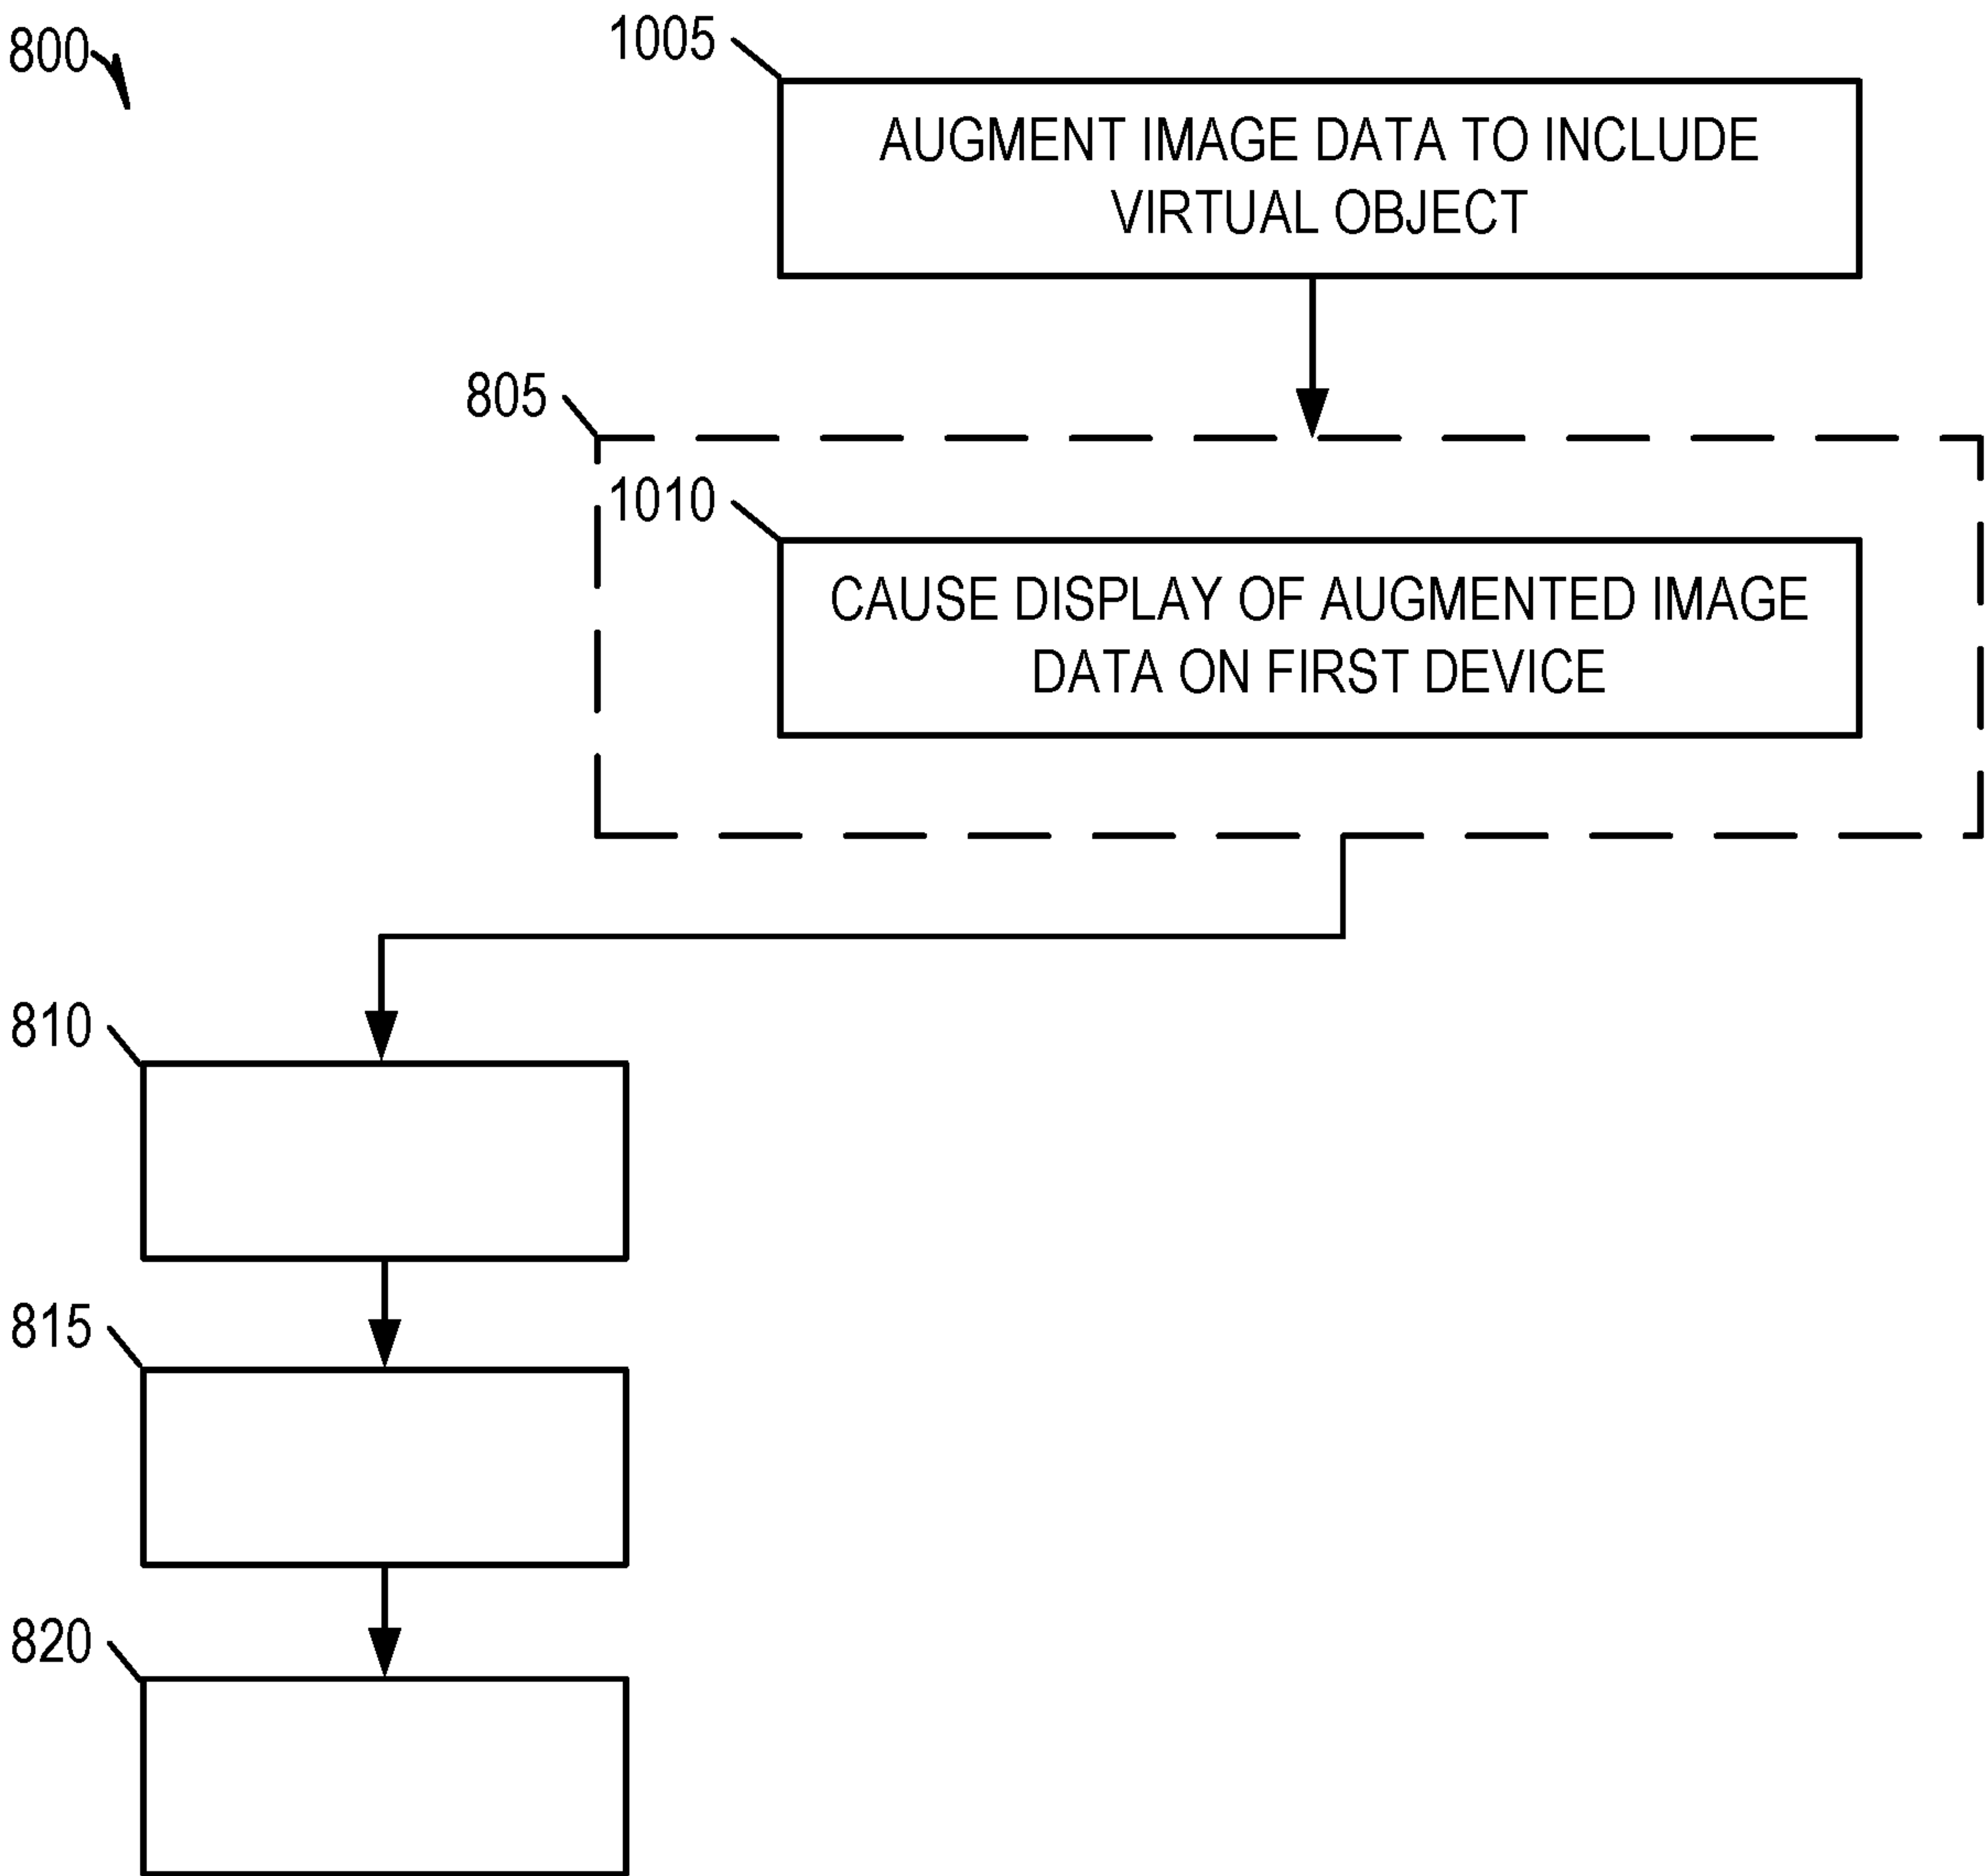 800
1005
AUGMENT IMAGE DATA TO INCLUDE
VIRTUAL OBJECT
805
1010
CAUSE DISPLAY OF AUGMENTED IMAGE
DATA ON FIRST DEVICE
810
815
820